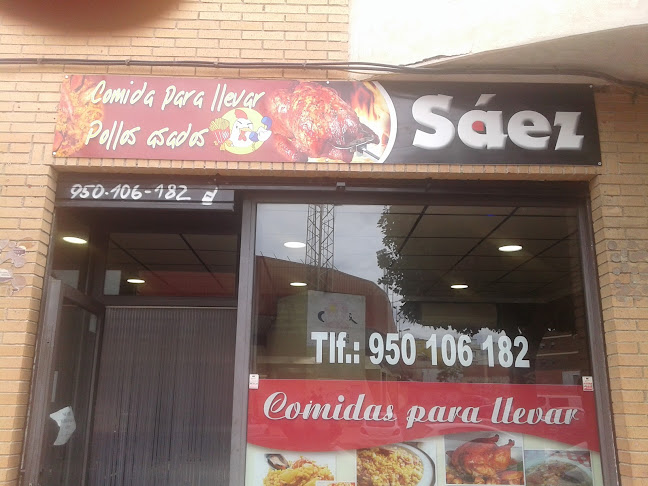 Comida para llevar
Pollos asados
Sáez
950-106-182
Tlf.: 950 106 182
Comidas para llevar